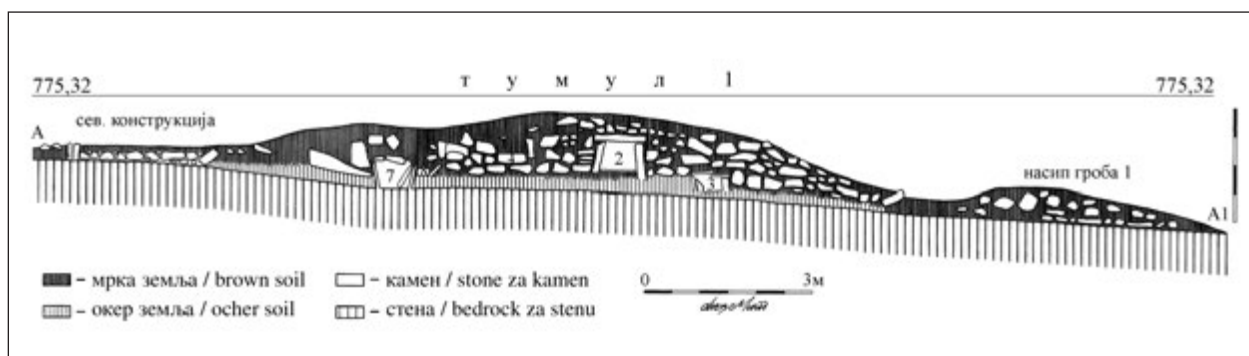 775,32 т у м у л 1 775,32
А сев. конструкција
2
7
3
насип гроба 1
А1
– мрка земља / brown soil
– камен / stone za kamen
0 3м
– окер земља / ocher soil
– стена / bedrock za stenu